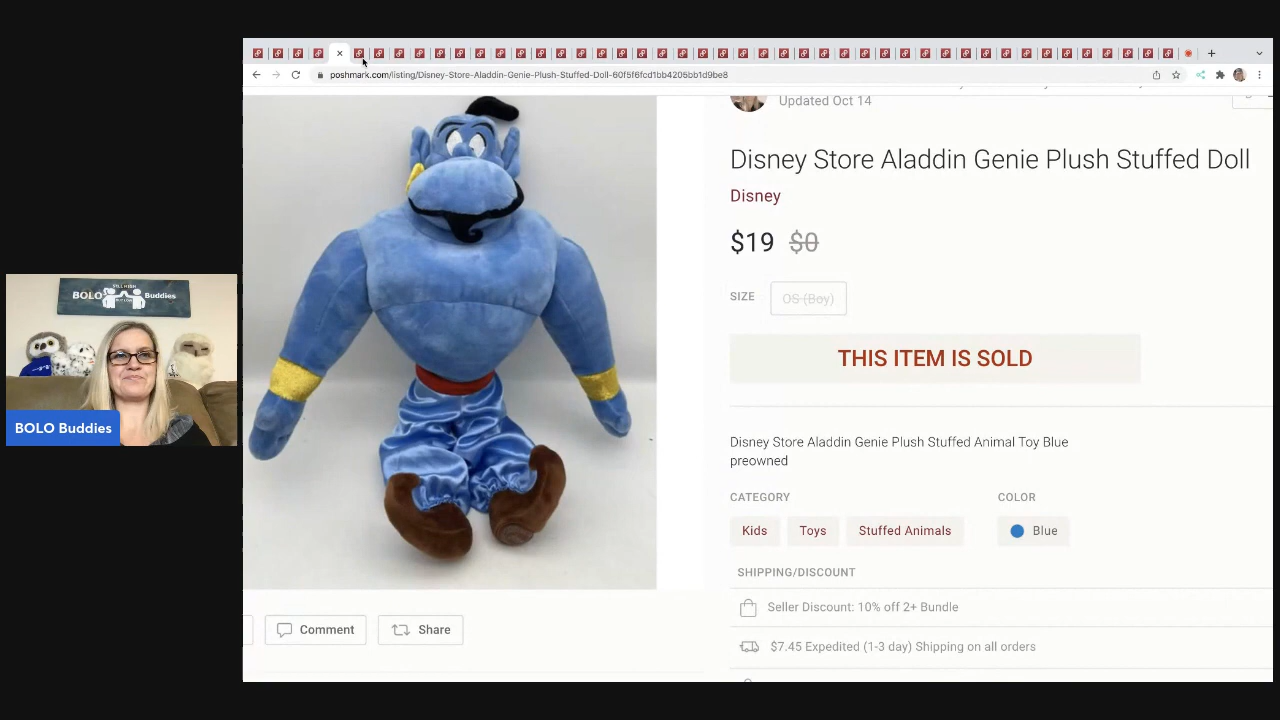 poshmark.com/listing/Disney-Store-Aladdin-Genie-Plush-Stuffed-Doll-60f5f6fcd1bb4205bb1d9be8
Updated Oct 14
Disney Store Aladdin Genie Plush Stuffed Doll
Disney
$19 $0
SIZE OS (Boy)
THIS ITEM IS SOLD
Disney Store Aladdin Genie Plush Stuffed Animal Toy Blue
preowned
CATEGORY COLOR
Kids Toys Stuffed Animals Blue
SHIPPING/DISCOUNT
Seller Discount: 10% off 2+ Bundle
$7.45 Expedited (1-3 day) Shipping on all orders
Comment Share
BOLO Buddies
BOLO Buddies